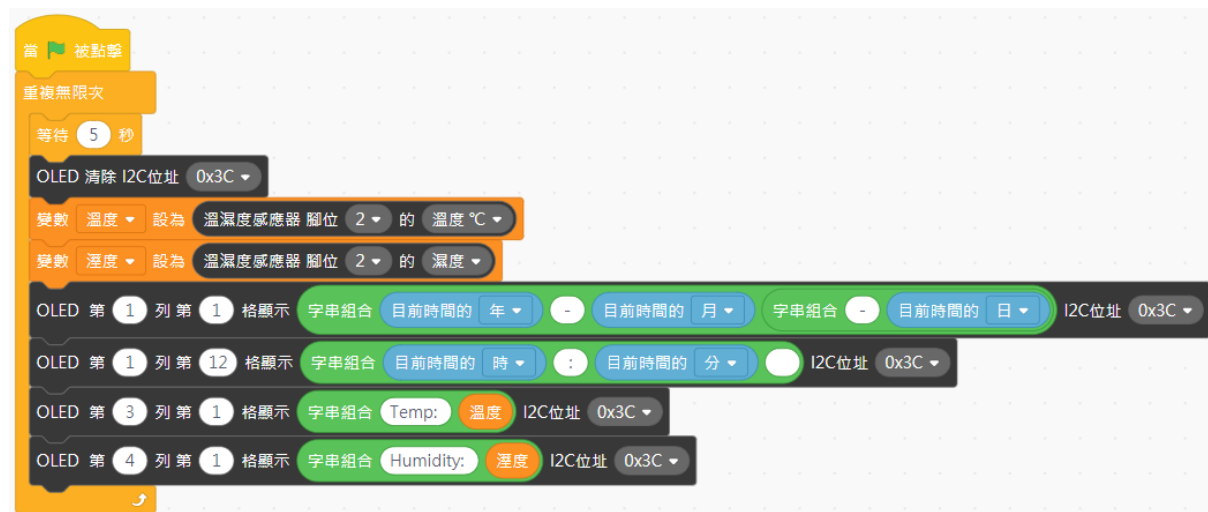 當 被點擊
重複無限次
等待 5 秒
OLED 清除 I2C位址 0x3C
變數 溫度 設為 溫濕度感應器 腳位 2 的 溫度 ℃
變數 溼度 設為 溫濕度感應器 腳位 2 的 濕度
OLED 第 1 列 第 1 格顯示 字串組合 目前時間的 年 - 目前時間的 月 字串組合 - 目前時間的 日 I2C位址 0x3C
OLED 第 1 列 第 12 格顯示 字串組合 目前時間的 時 : 目前時間的 分 I2C位址 0x3C
OLED 第 3 列 第 1 格顯示 字串組合 Temp: 溫度 I2C位址 0x3C
OLED 第 4 列 第 1 格顯示 字串組合 Humidity: 溼度 I2C位址 0x3C